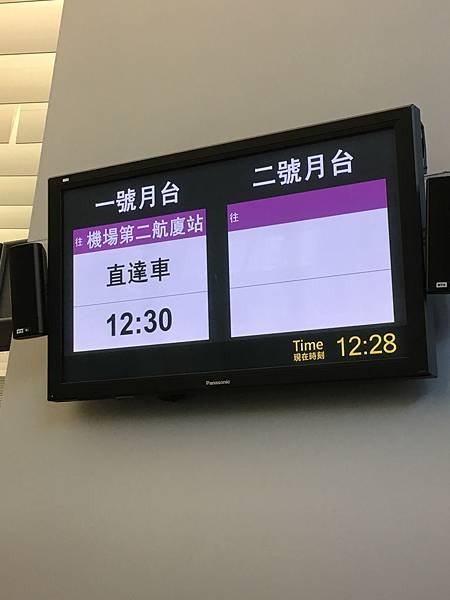 一號月台
往 機場第二航廈站
直達車
12:30
二號月台
往
Time
現在時刻
12:28
Panasonic